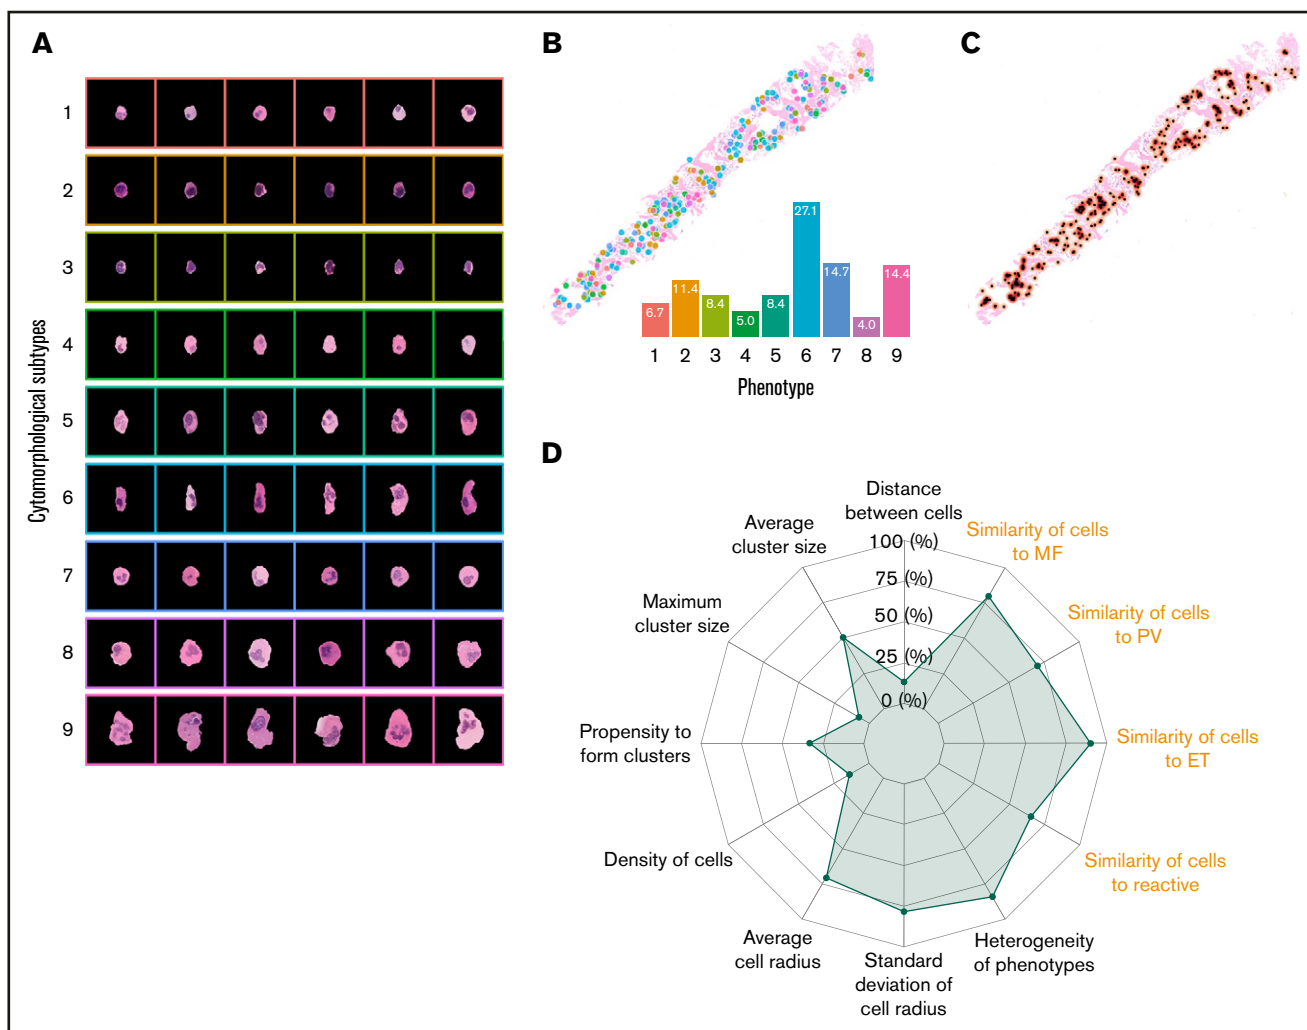 A
Cytomorphological subtypes
1
2
3
4
5
6
7
8
9
B
6.7
11.4
8.4
5.0
8.4
27.1
14.7
4.0
14.4
1 2 3 4 5 6 7 8 9
Phenotype
C
D
Distance
between cells
100 (%)
75 (%)
50 (%)
25 (%)
0 (%)
Similarity of cells
to MF
Similarity of cells
to PV
Similarity of cells
to ET
Similarity of cells
to reactive
Heterogeneity
of phenotypes
Standard
deviation of
cell radius
Average
cell radius
Density of cells
Propensity to
form clusters
Maximum
cluster size
Average
cluster size